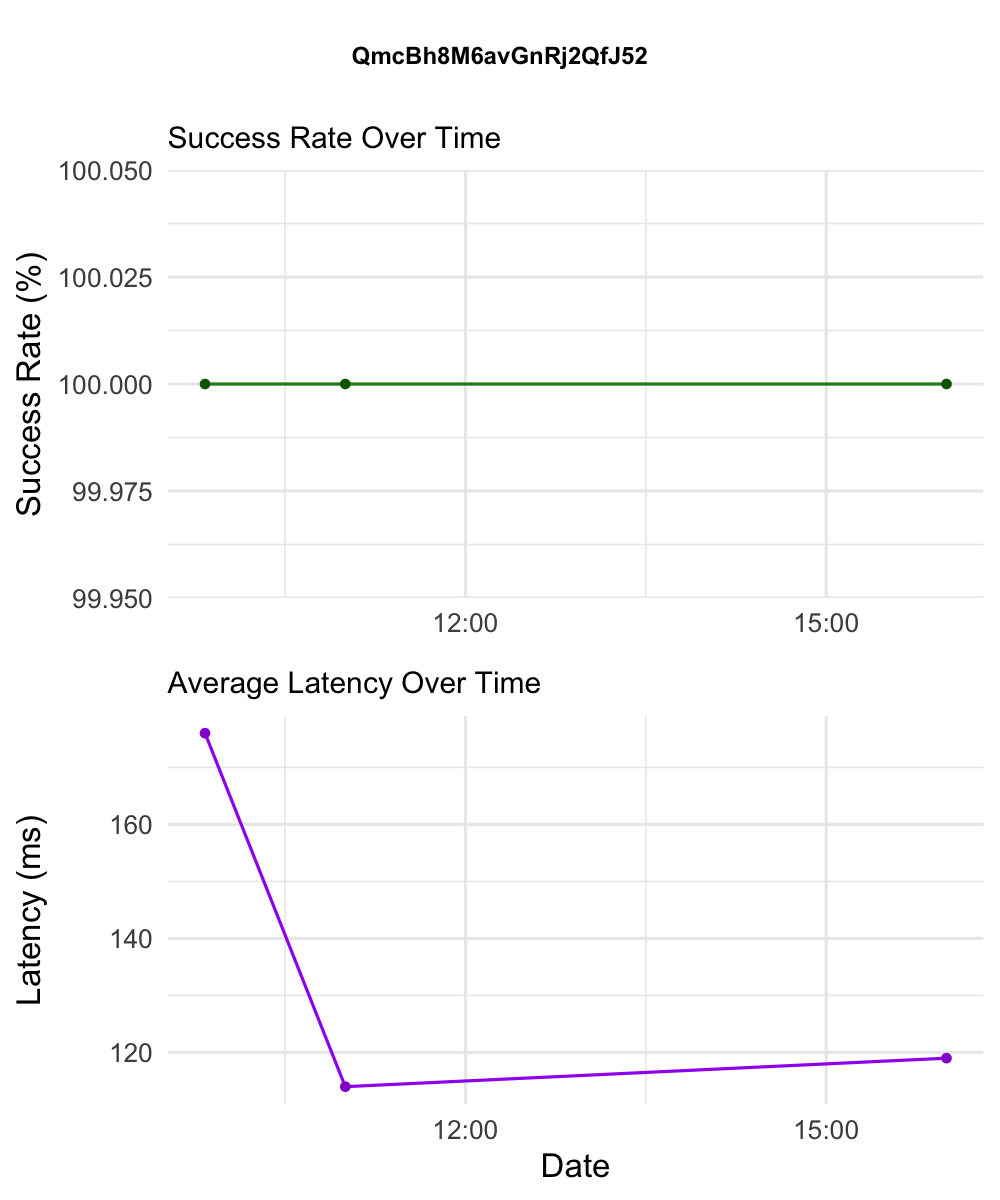 QmcBh8M6avGnRj2QfJ52
Success Rate Over Time
Success Rate (%)
100.050
100.025
100.000
99.975
99.950
12:00
15:00
Average Latency Over Time
Latency (ms)
160
140
120
12:00
15:00
Date